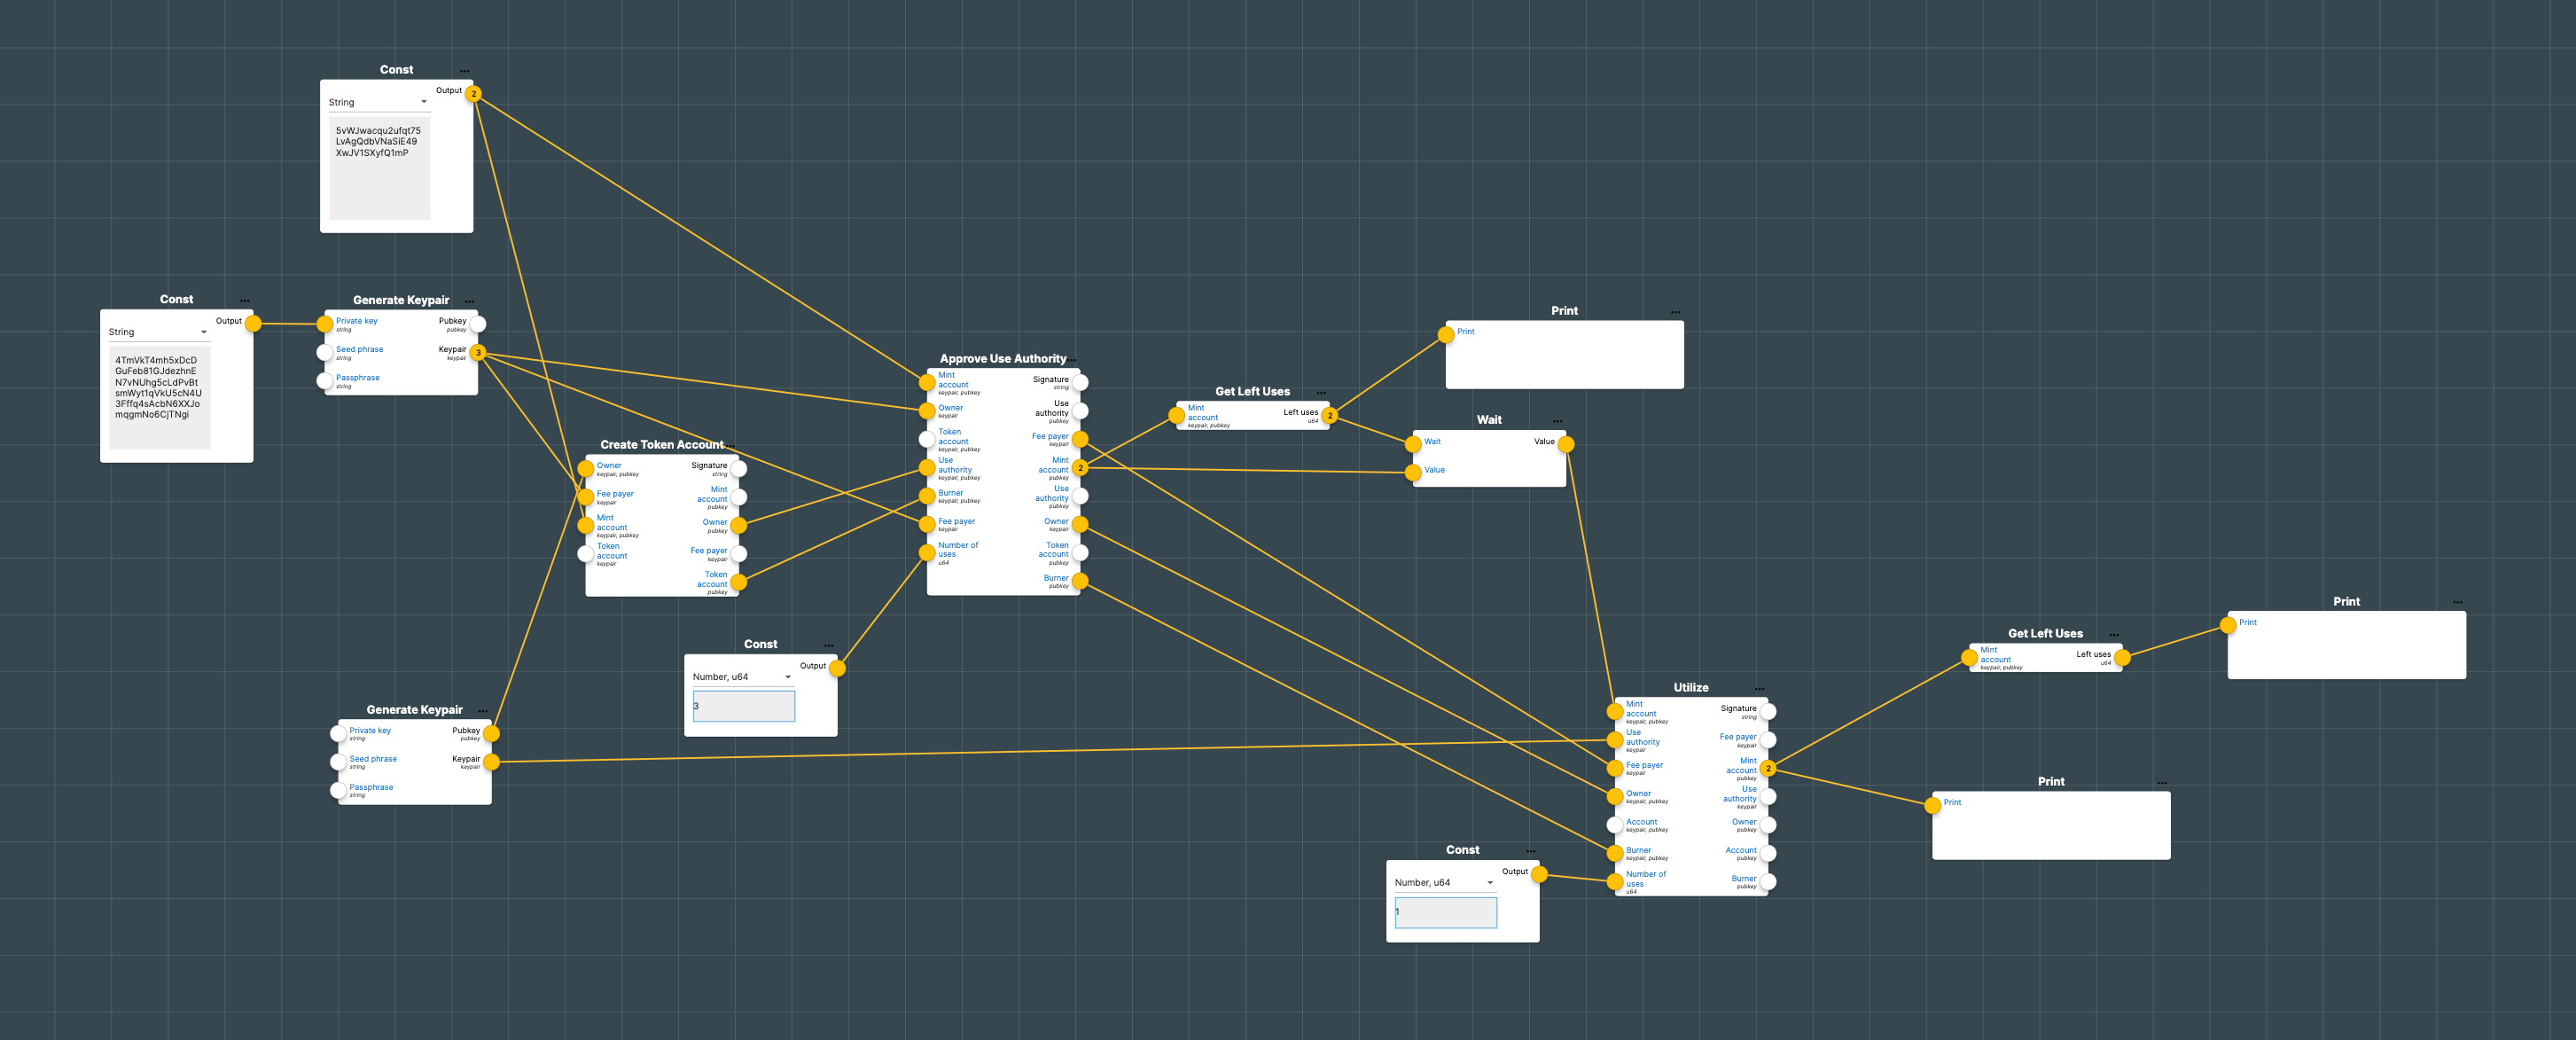 Const
...
Output
2
String
5vWJwacqu2ufqt75
LvAgQdbVNaSiE49
XwJV1SXyfQ1mP
Const
...
Output
String
4TmVkT4mh5xDcD
GuFeb81GJdezhnE
N7vNUhg5cLdPvBt
smWyt1qVkU5cN4U
3Fffq4sAcbN6XXJo
mqgmNo6CjTNgi
Generate Keypair
...
Private key
string
Seed phrase
string
Passphrase
string
Pubkey
pubkey
Keypair
keypair
3
Create Token Account
...
Owner
keypair, pubkey
Fee payer
keypair
Mint
account
keypair, pubkey
Token
account
keypair
Signature
string
Mint
account
pubkey
Owner
pubkey
Fee payer
keypair
Token
account
pubkey
Const
...
Output
Number, u64
3
Generate Keypair
...
Private key
string
Seed phrase
string
Passphrase
string
Pubkey
pubkey
Keypair
keypair
Approve Use Authority
...
Mint
account
keypair, pubkey
Owner
keypair
Token
account
keypair, pubkey
Use
authority
keypair, pubkey
Burner
keypair, pubkey
Fee payer
keypair
Number of
uses
u64
Signature
string
Use
authority
pubkey
Fee payer
keypair
Mint
account
pubkey
2
Use
authority
pubkey
Owner
keypair
Token
account
pubkey
Burner
pubkey
Get Left Uses
...
Mint
account
keypair, pubkey
Left uses
u64
2
Print
...
Print
Wait
...
Wait
Value
Value
Const
...
Output
Number, u64
1
Utilize
...
Mint
account
keypair, pubkey
Use
authority
keypair
Fee payer
keypair
Owner
keypair, pubkey
Account
keypair, pubkey
Burner
keypair, pubkey
Number of
uses
u64
Signature
string
Fee payer
keypair
Mint
account
pubkey
2
Use
authority
keypair
Owner
pubkey
Account
pubkey
Burner
pubkey
Get Left Uses
...
Mint
account
keypair, pubkey
Left uses
u64
Print
...
Print
Print
...
Print